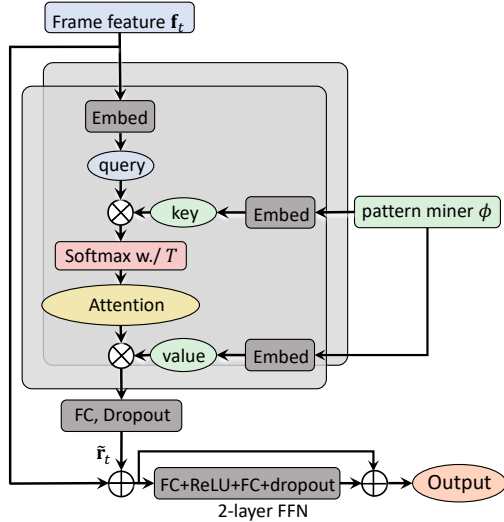 Frame feature f_t
Embed
query
key
Embed
pattern miner ϕ
Softmax w./ T
Attention
value
Embed
FC, Dropout
r̃_t
FC+ReLU+FC+dropout
Output
2-layer FFN